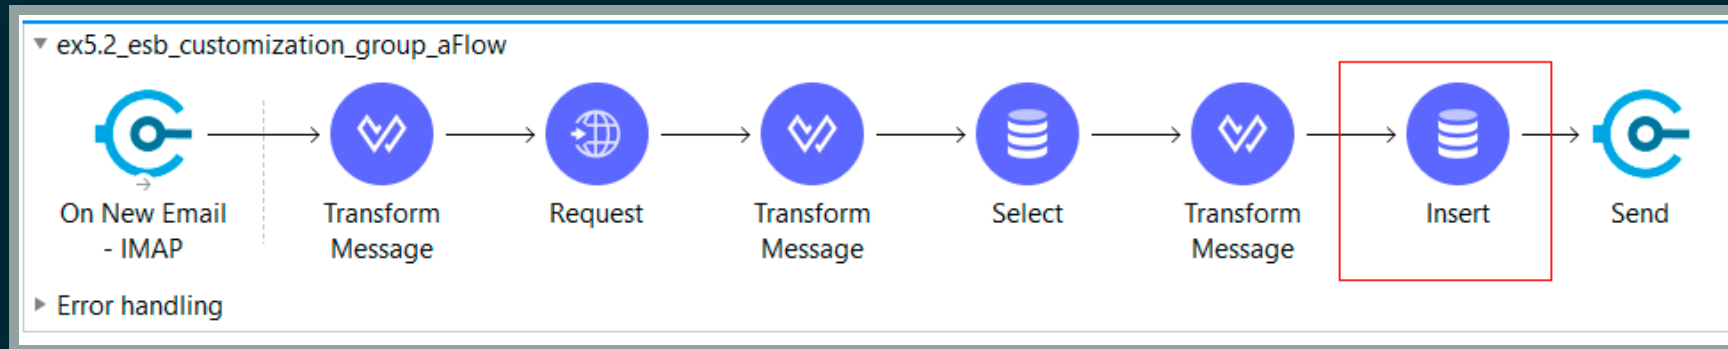 ex5.2_esb_customization_group_aFlow
On New Email
- IMAP
Transform
Message
Request
Transform
Message
Select
Transform
Message
Insert
Send
Error handling